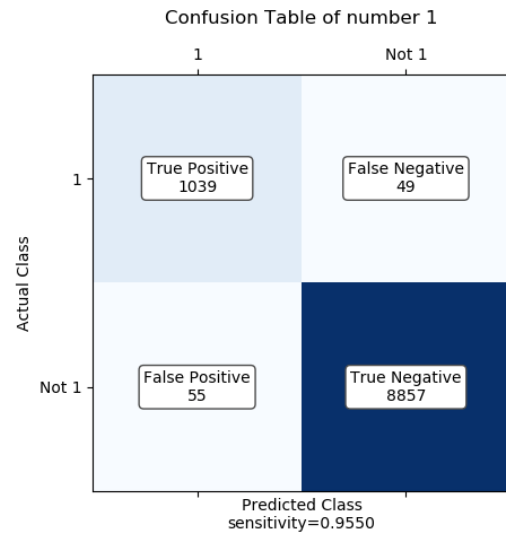 Confusion Table of number 1
1 Not 1
1
True Positive
1039
False Negative
49
Actual Class
Not 1
False Positive
55
True Negative
8857
Predicted Class
sensitivity=0.9550